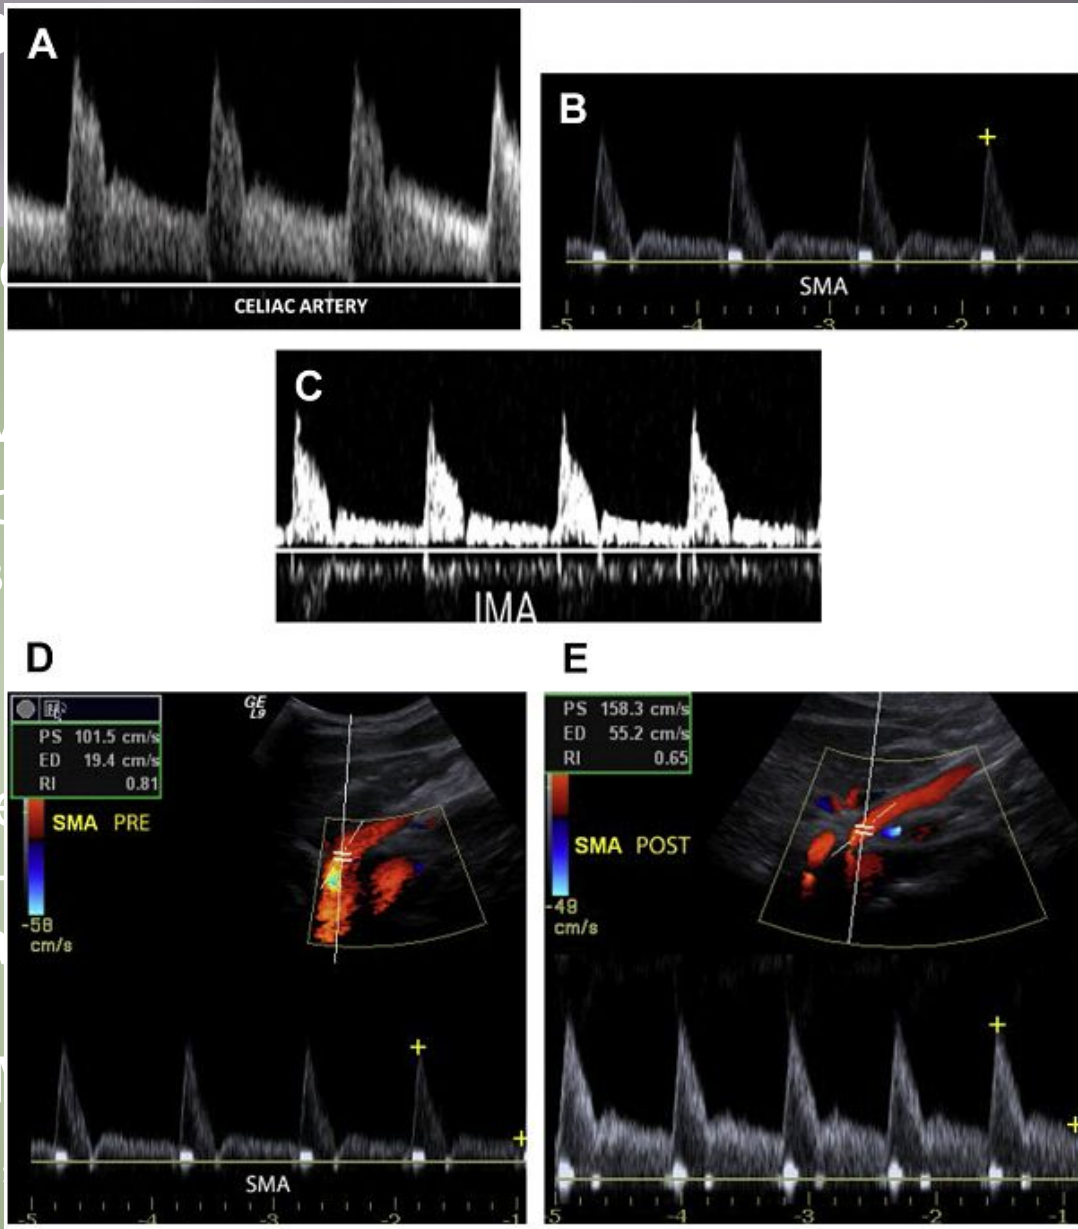 A
CELIAC ARTERY
B
SMA
-5 -4 -3 -2
C
IMA
D
PS 101.5 cm/s
ED 19.4 cm/s
RI 0.81
GE
L9
SMA PRE
-58
cm/s
SMA
-5 -4 -3 -2 -1
E
PS 158.3 cm/s
ED 55.2 cm/s
RI 0.65
SMA POST
-49
cm/s
-5 -4 -3 -2 -1